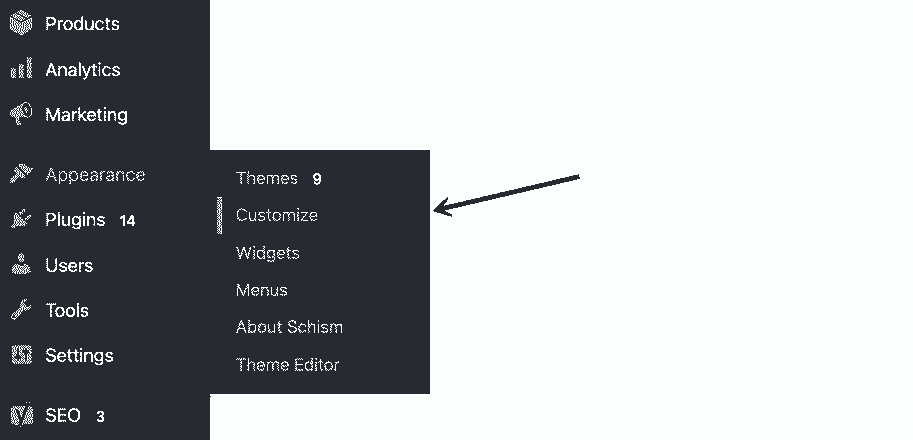 Products
Analytics
Marketing
Appearance
Plugins 14
Users
Tools
Settings
SEO 3
Themes 9
Customize
Widgets
Menus
About Schism
Theme Editor